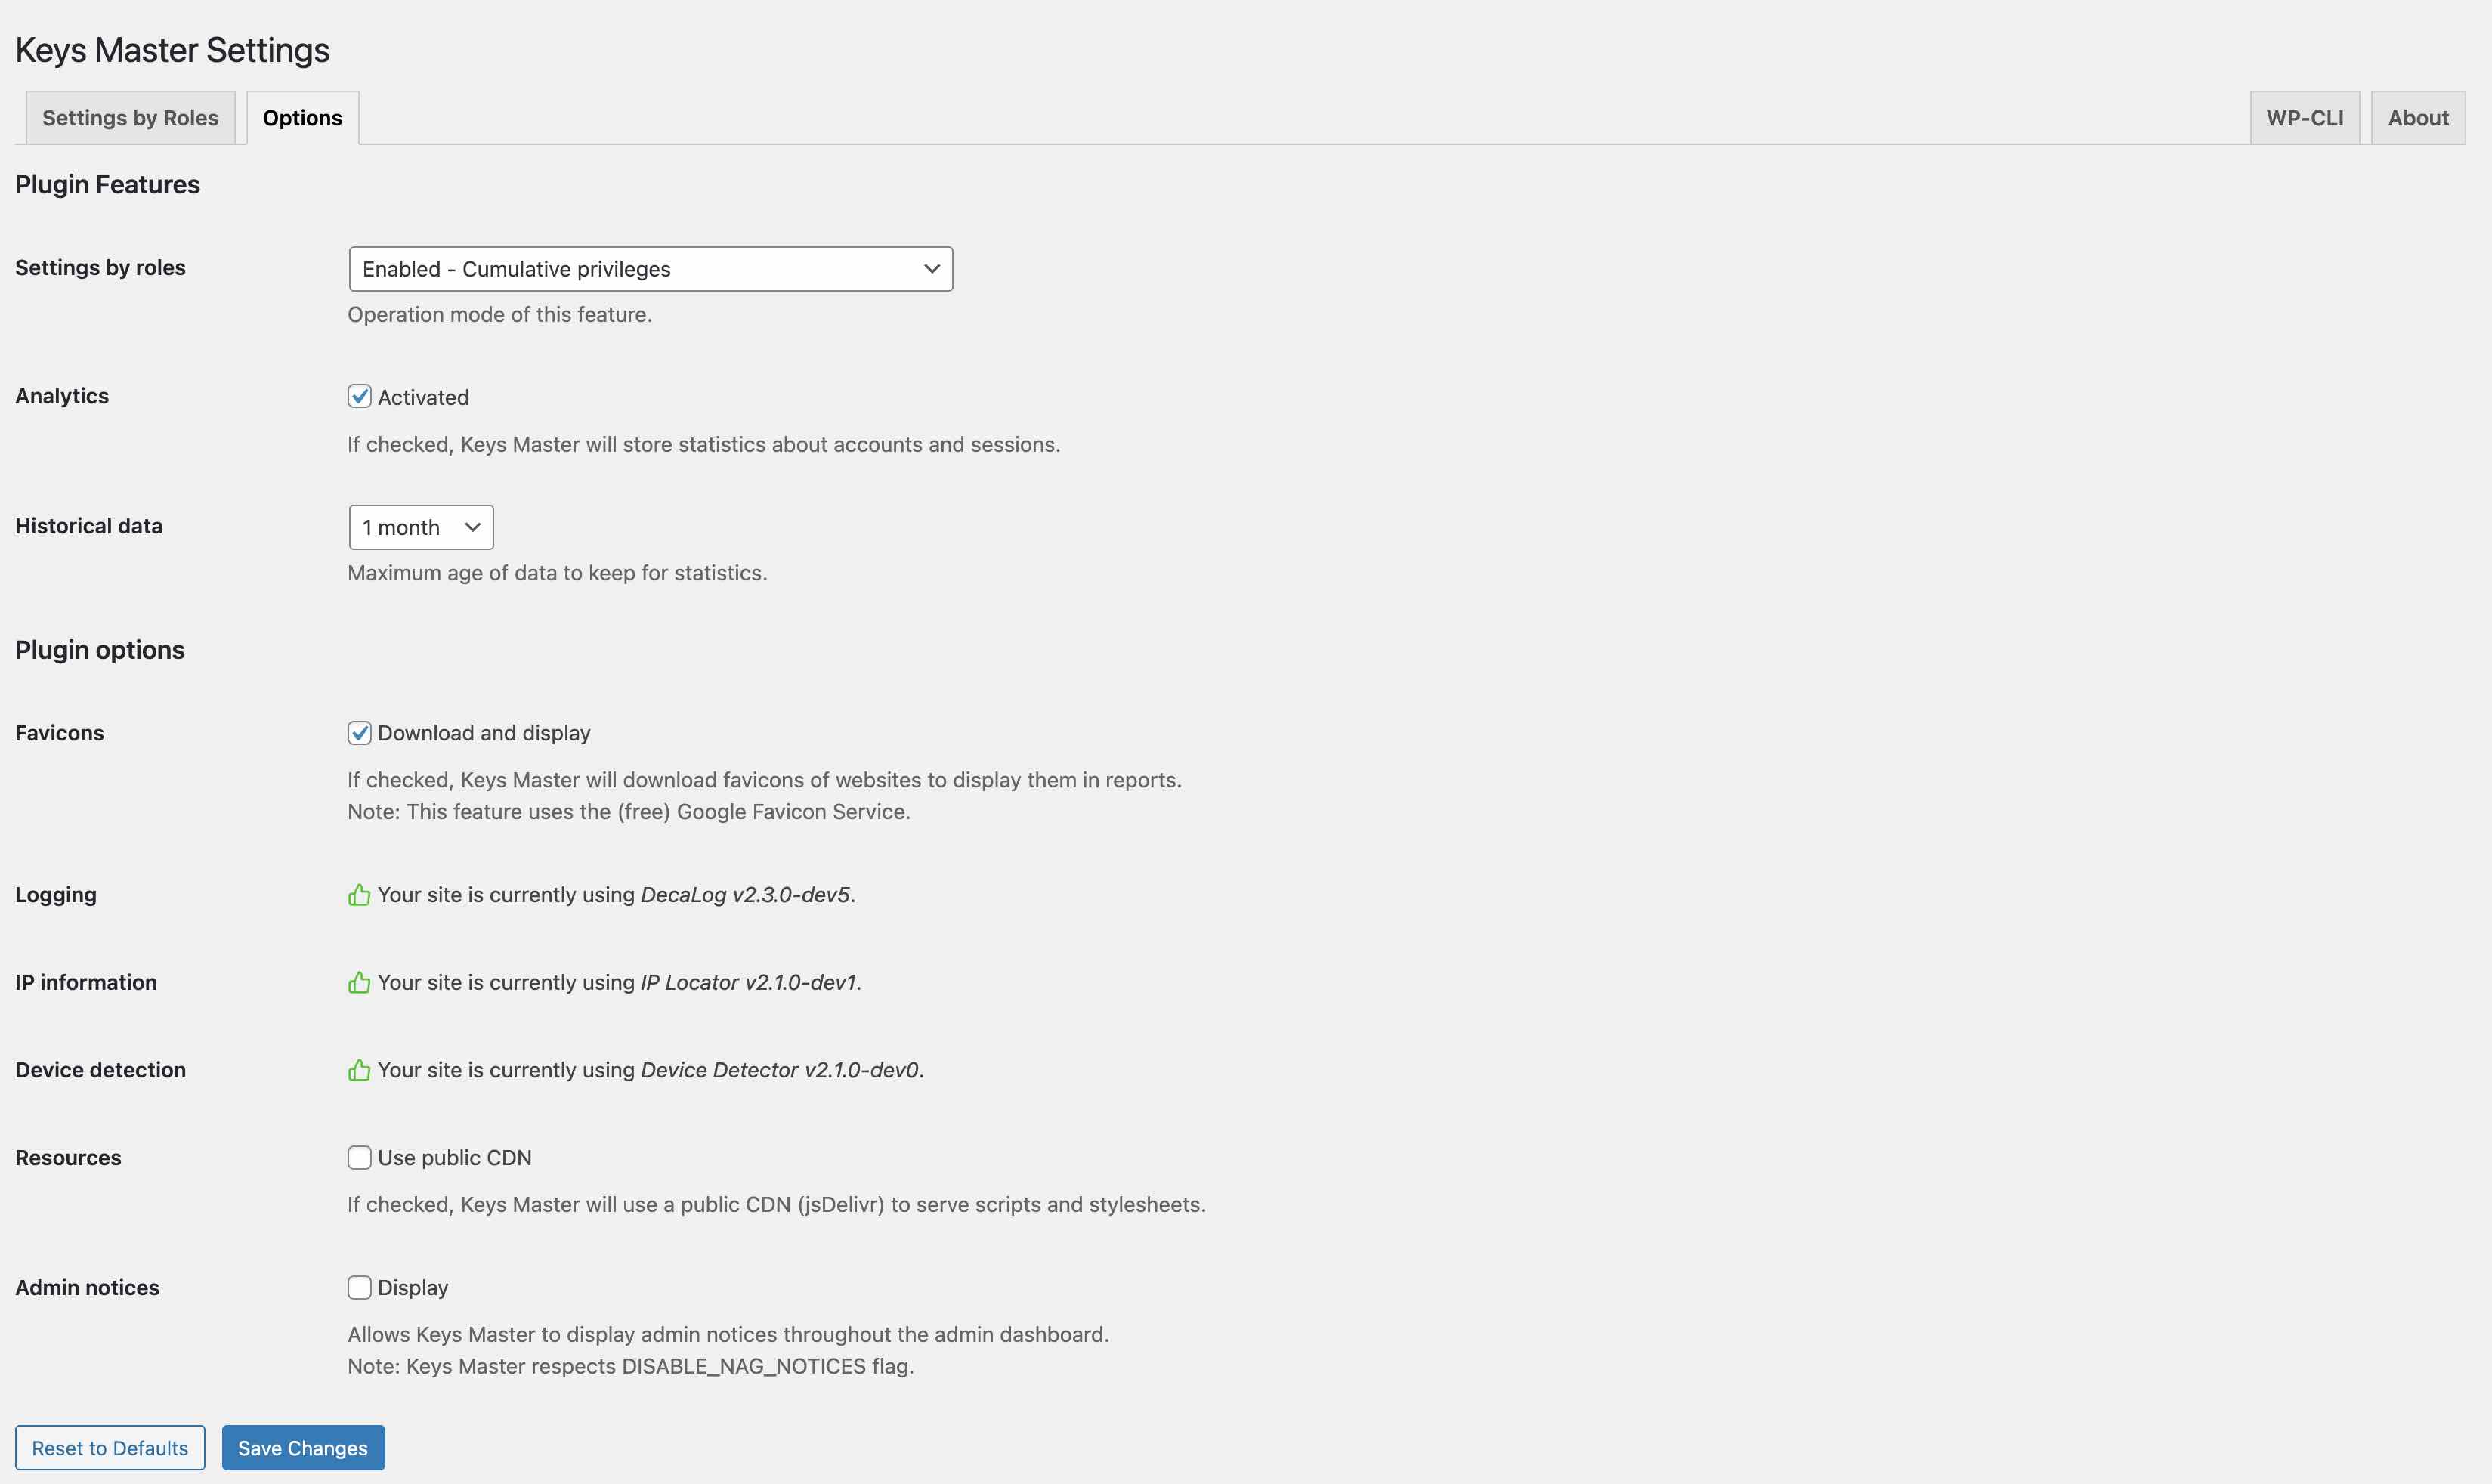 Keys Master Settings
Settings by Roles
Options
WP-CLI
About
Plugin Features
Settings by roles
Enabled - Cumulative privileges
Operation mode of this feature.
Analytics
Activated
If checked, Keys Master will store statistics about accounts and sessions.
Historical data
1 month
Maximum age of data to keep for statistics.
Plugin options
Favicons
Download and display
If checked, Keys Master will download favicons of websites to display them in reports.
Note: This feature uses the (free) Google Favicon Service.
Logging
Your site is currently using DecaLog v2.3.0-dev5.
IP information
Your site is currently using IP Locator v2.1.0-dev1.
Device detection
Your site is currently using Device Detector v2.1.0-dev0.
Resources
Use public CDN
If checked, Keys Master will use a public CDN (jsDelivr) to serve scripts and stylesheets.
Admin notices
Display
Allows Keys Master to display admin notices throughout the admin dashboard.
Note: Keys Master respects DISABLE_NAG_NOTICES flag.
Reset to Defaults
Save Changes